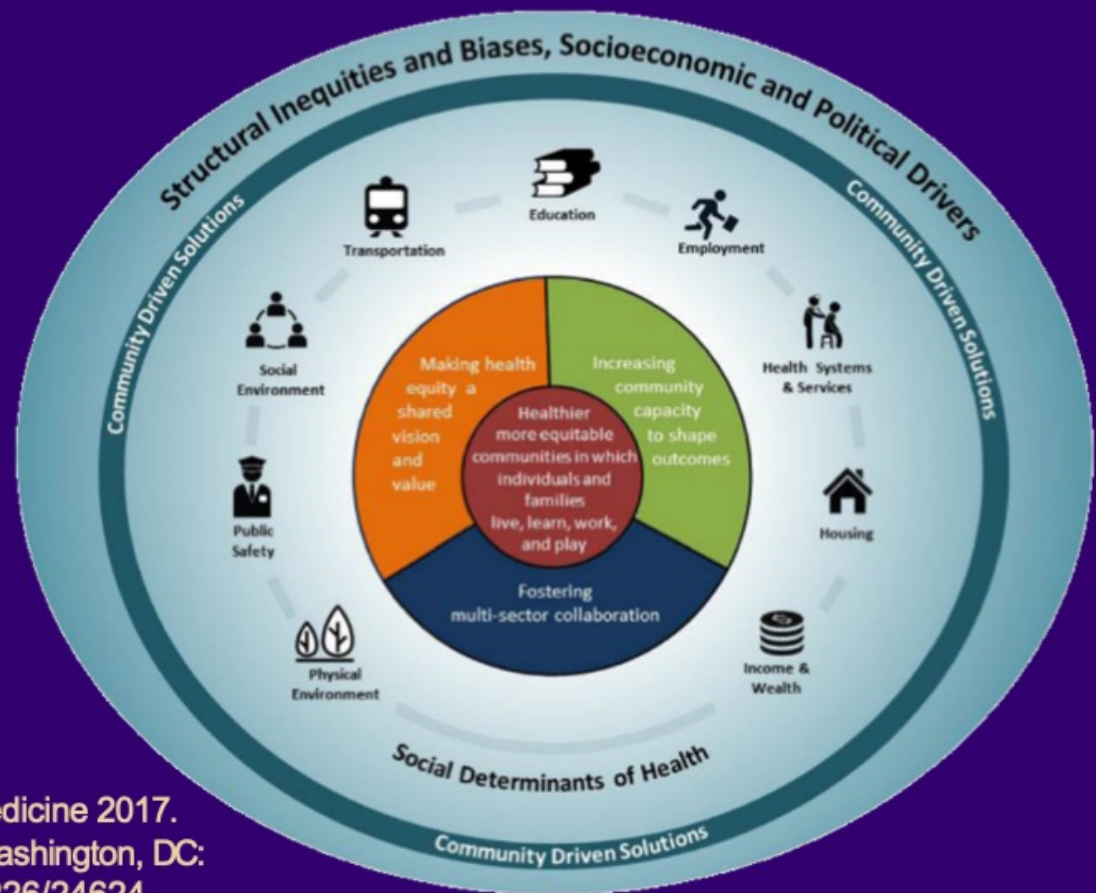 Structural Inequities and Biases, Socioeconomic and Political Drivers
Community Driven Solutions
Community Driven Solutions
Education
Transportation
Employment
Social
Environment
Health Systems
& Services
Public
Safety
Housing
Physical
Environment
Income &
Wealth
Making health
equity a
shared
vision
and
value
Increasing
community
capacity
to shape
outcomes
Healthier
more equitable
communities in which
individuals and
families
live, learn, work,
and play
Fostering
multi-sector collaboration
Social Determinants of Health
Community Driven Solutions
edicine 2017.
ashington, DC: